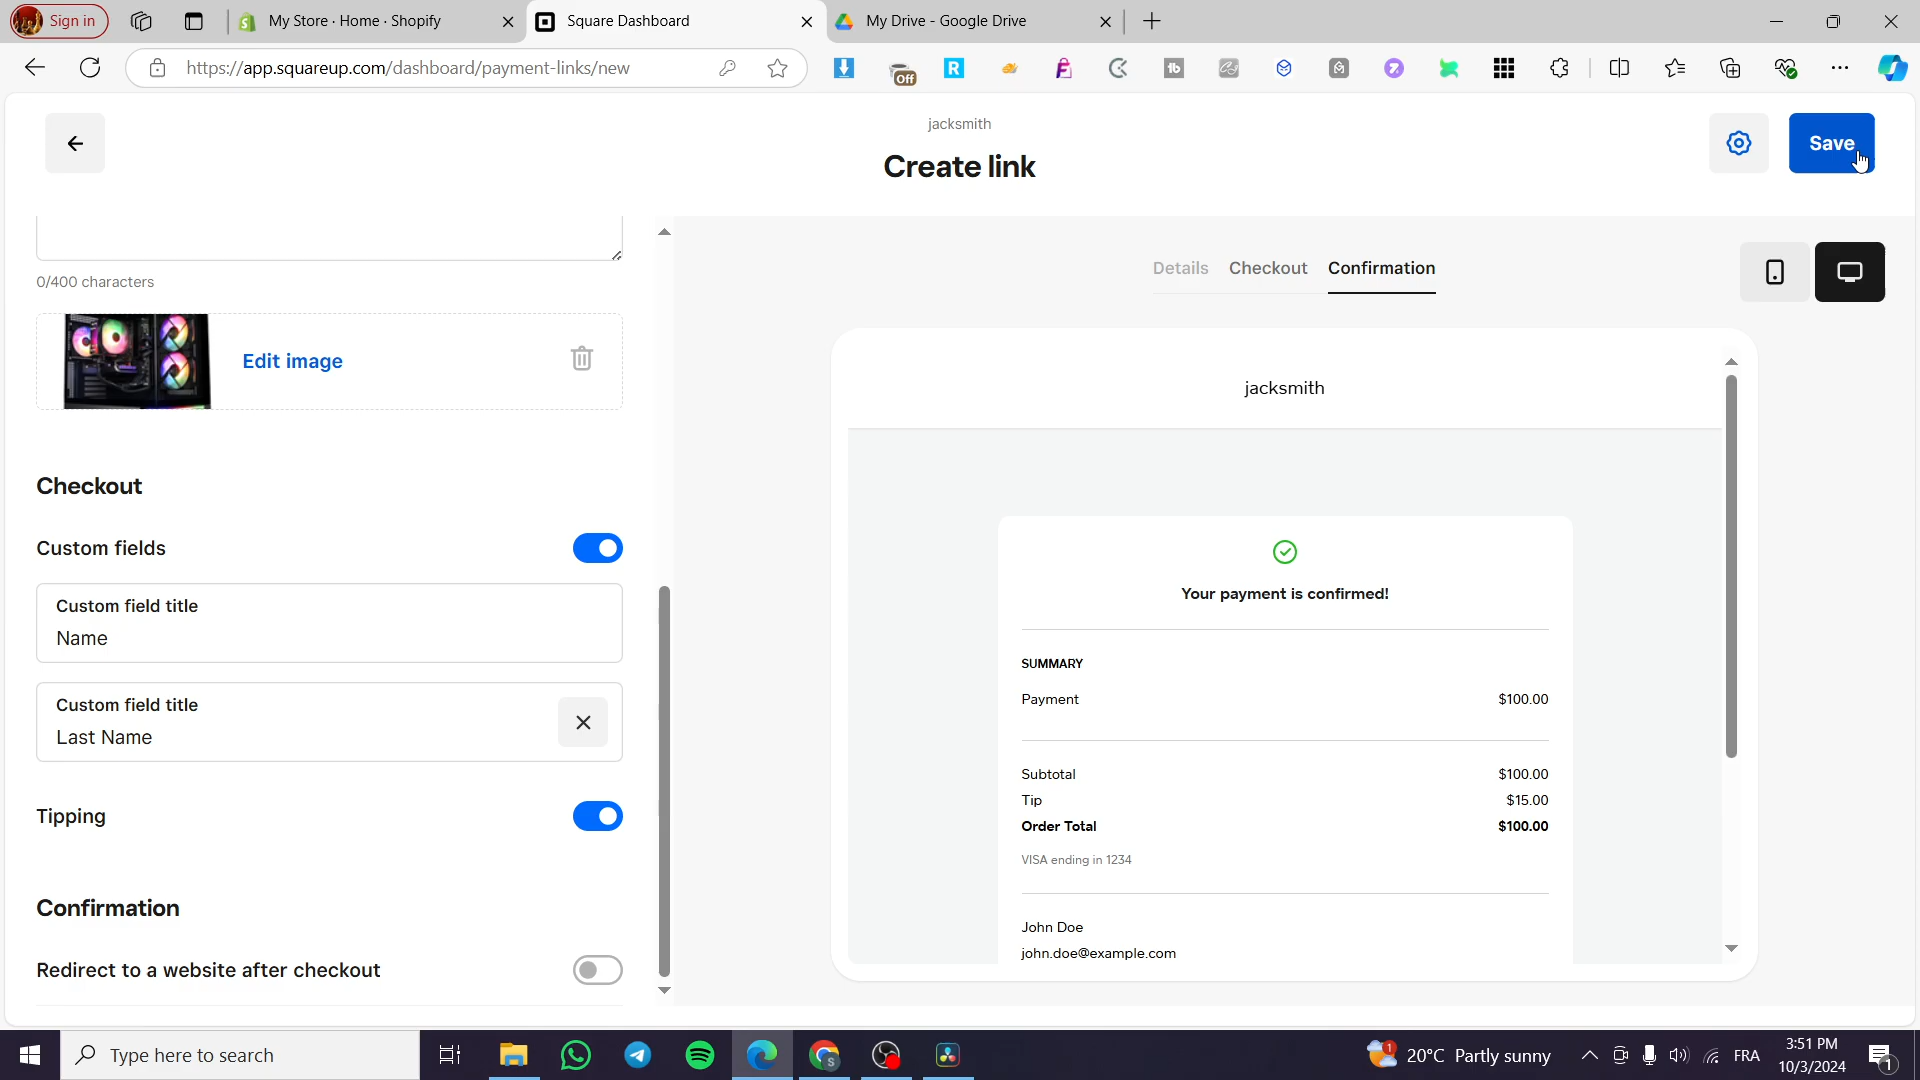 Sign in
My Store · Home · Shopify
Square Dashboard
My Drive - Google Drive
https://app.squareup.com/dashboard/payment-links/new
Off
jacksmith
Create link
Save
0/400 characters
Edit image
Checkout
Custom fields
Custom field title
Name
Custom field title
Last Name
Tipping
Confirmation
Redirect to a website after checkout
Details Checkout Confirmation
jacksmith
Your payment is confirmed!
SUMMARY
Payment $100.00
Subtotal $100.00
Tip $15.00
Order Total $100.00
VISA ending in 1234
John Doe
john.doe@example.com
Type here to search
20°C Partly sunny
FRA
3:51 PM
10/3/2024